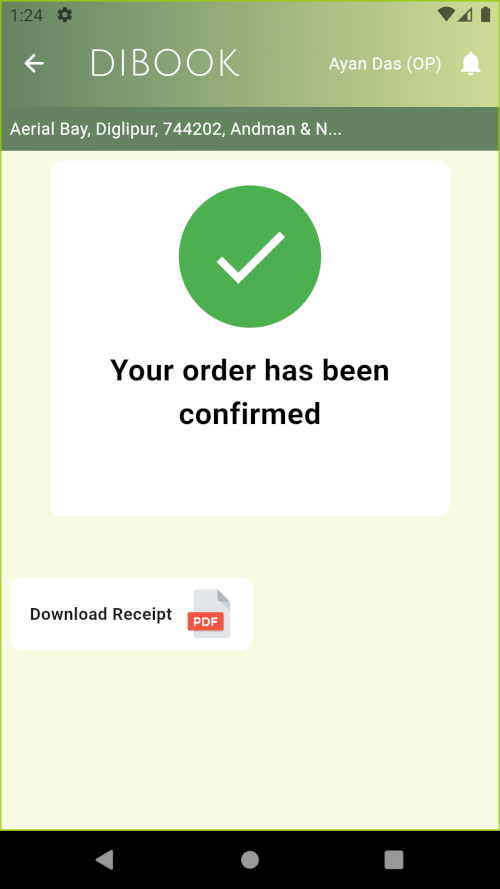 1:24
DIBOOK
Ayan Das (OP)
Aerial Bay, Diglipur, 744202, Andman & N...
Your order has been
confirmed
Download Receipt
PDF